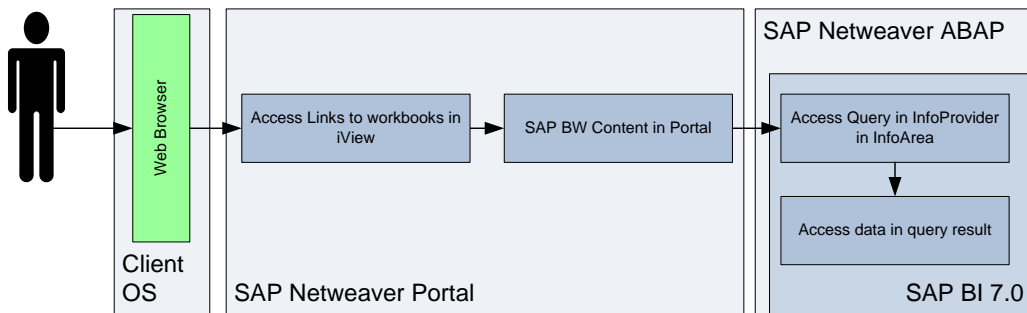 Web Browser
Client
OS
Access Links to workbooks in
iView
SAP BW Content in Portal
SAP Netweaver Portal
SAP Netweaver ABAP
Access Query in InfoProvider
in InfoArea
Access data in query result
SAP BI 7.0